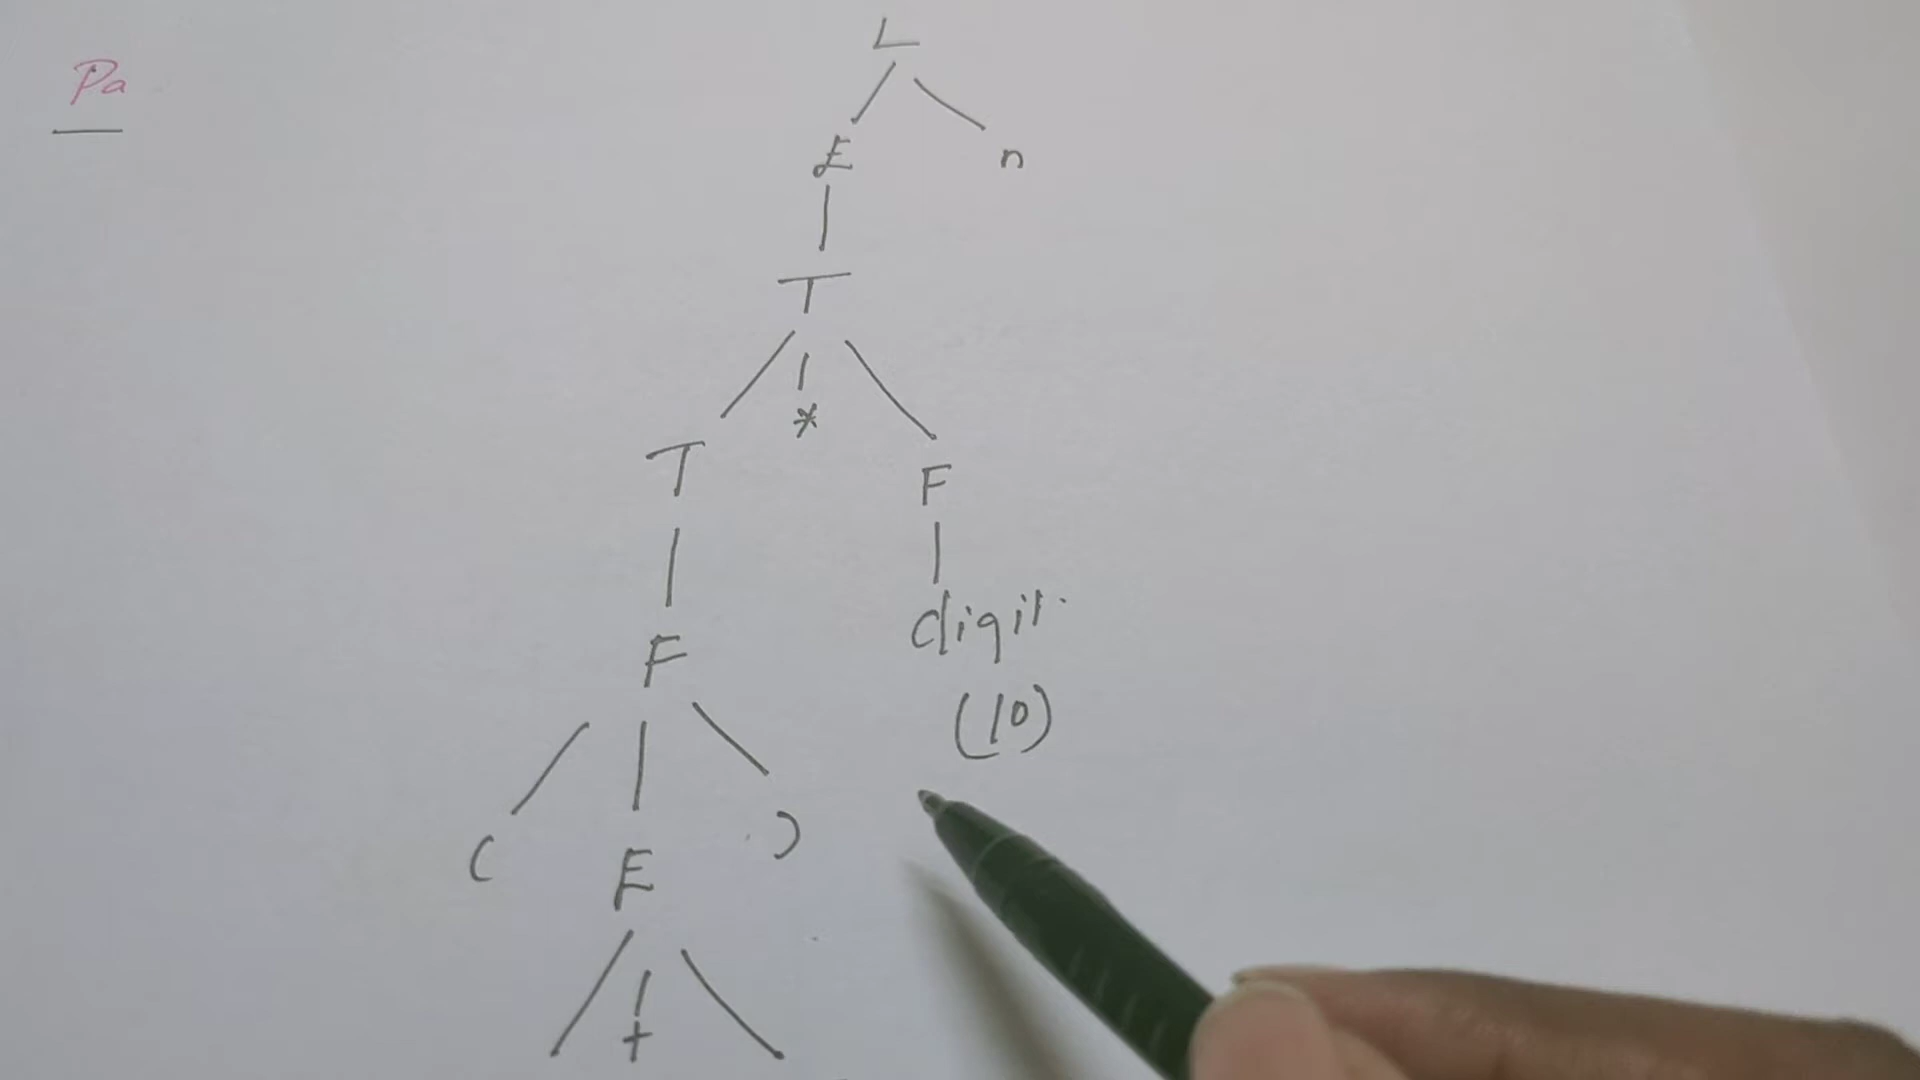 Pa
L
E n
T
T * F
F digit
(10)
( E )
+